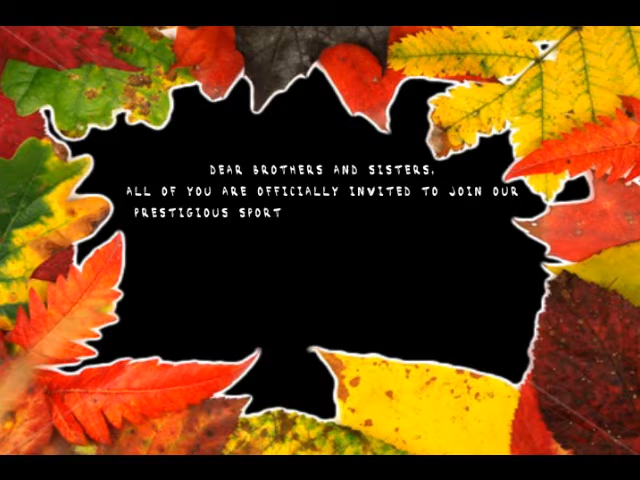 DEAR BROTHERS AND SISTERS,
ALL OF YOU ARE OFFICIALLY INVITED TO JOIN OUR
PRESTIGIOUS SPORT